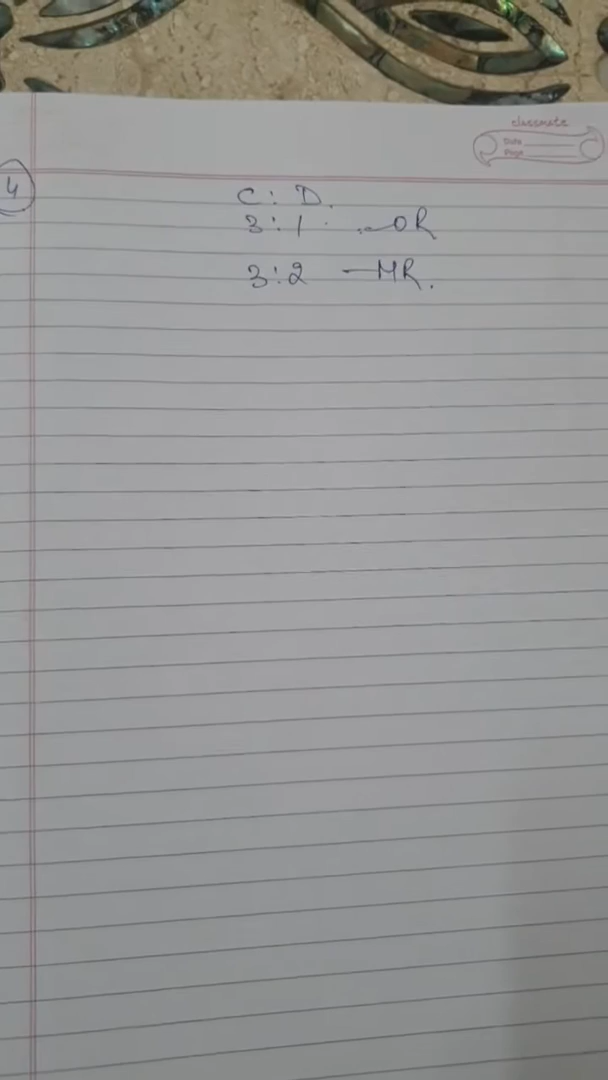 classmate
Date
Page
4
C : D.
3 : 1 . — OR
3 : 2 — MR.